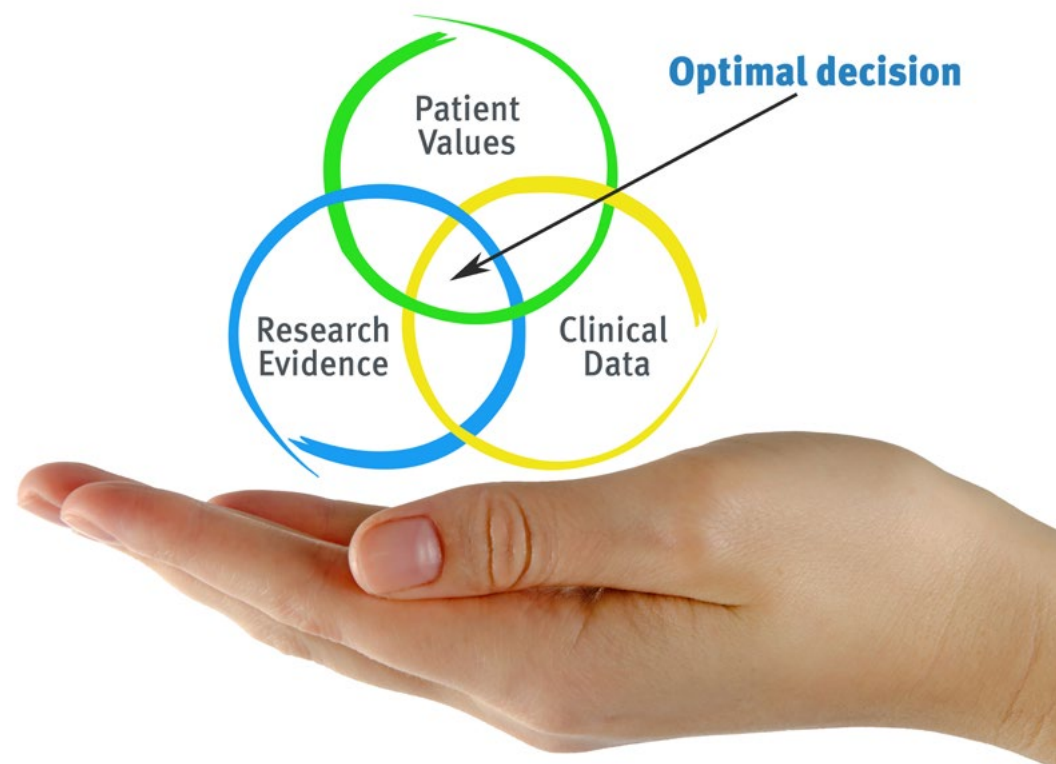 Optimal decision
Patient
Values
Research
Evidence
Clinical
Data